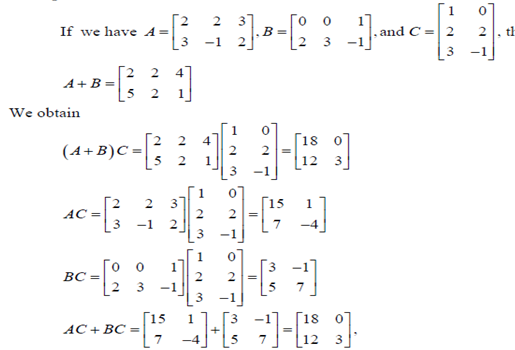 If we have A = [2 2 3; 3 -1 2], B = [0 0 1; 2 3 -1], and C = [1 0; 2 2; 3 -1],
A + B = [2 2 4; 5 2 1]
We obtain
(A + B)C = [2 2 4; 5 2 1][1 0; 2 2; 3 -1] = [18 0; 12 3]
AC = [2 2 3; 3 -1 2][1 0; 2 2; 3 -1] = [15 1; 7 -4]
BC = [0 0 1; 2 3 -1][1 0; 2 2; 3 -1] = [3 -1; 5 7]
AC + BC = [15 1; 7 -4] + [3 -1; 5 7] = [18 0; 12 3],